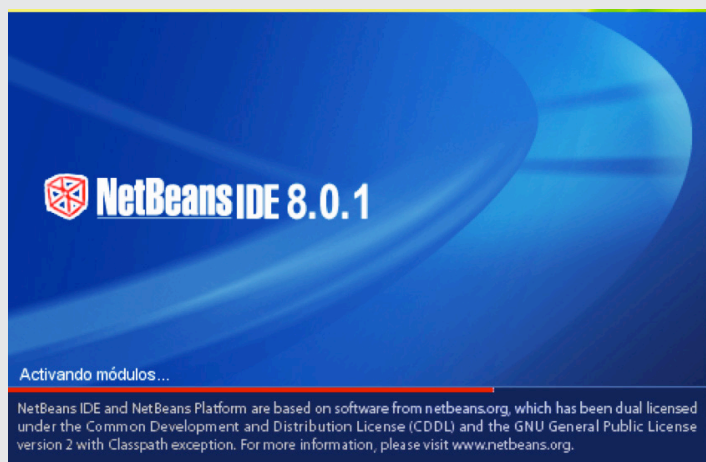 NetBeans IDE 8.0.1
Activando módulos...
NetBeans IDE and NetBeans Platform are based on software from netbeans.org, which has been dual licensed
under the Common Development and Distribution License (CDDL) and the GNU General Public License
version 2 with Classpath exception. For more information, please visit www.netbeans.org.